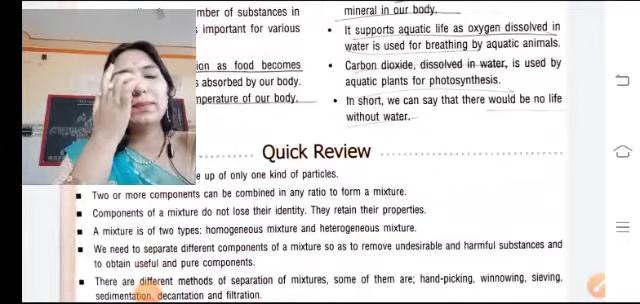 mber of substances in
s important for various
ion as food becomes
s absorbed by our body.
mperature of our body.
mineral in our body.
• It supports aquatic life as oxygen dissolved in
water is used for breathing by aquatic animals.
• Carbon dioxide, dissolved in water, is used by
aquatic plants for photosynthesis.
• In short, we can say that there would be no life
without water.
Quick Review
e up of only one kind of particles.
■ Two or more components can be combined in any ratio to form a mixture.
■ Components of a mixture do not lose their identity. They retain their properties.
■ A mixture is of two types: homogeneous mixture and heterogeneous mixture.
■ We need to separate different components of a mixture so as to remove undesirable and harmful substances and
to obtain useful and pure components.
■ There are different methods of separation of mixtures, some of them are; hand-picking, winnowing, sieving,
sedimentation, decantation and filtration.